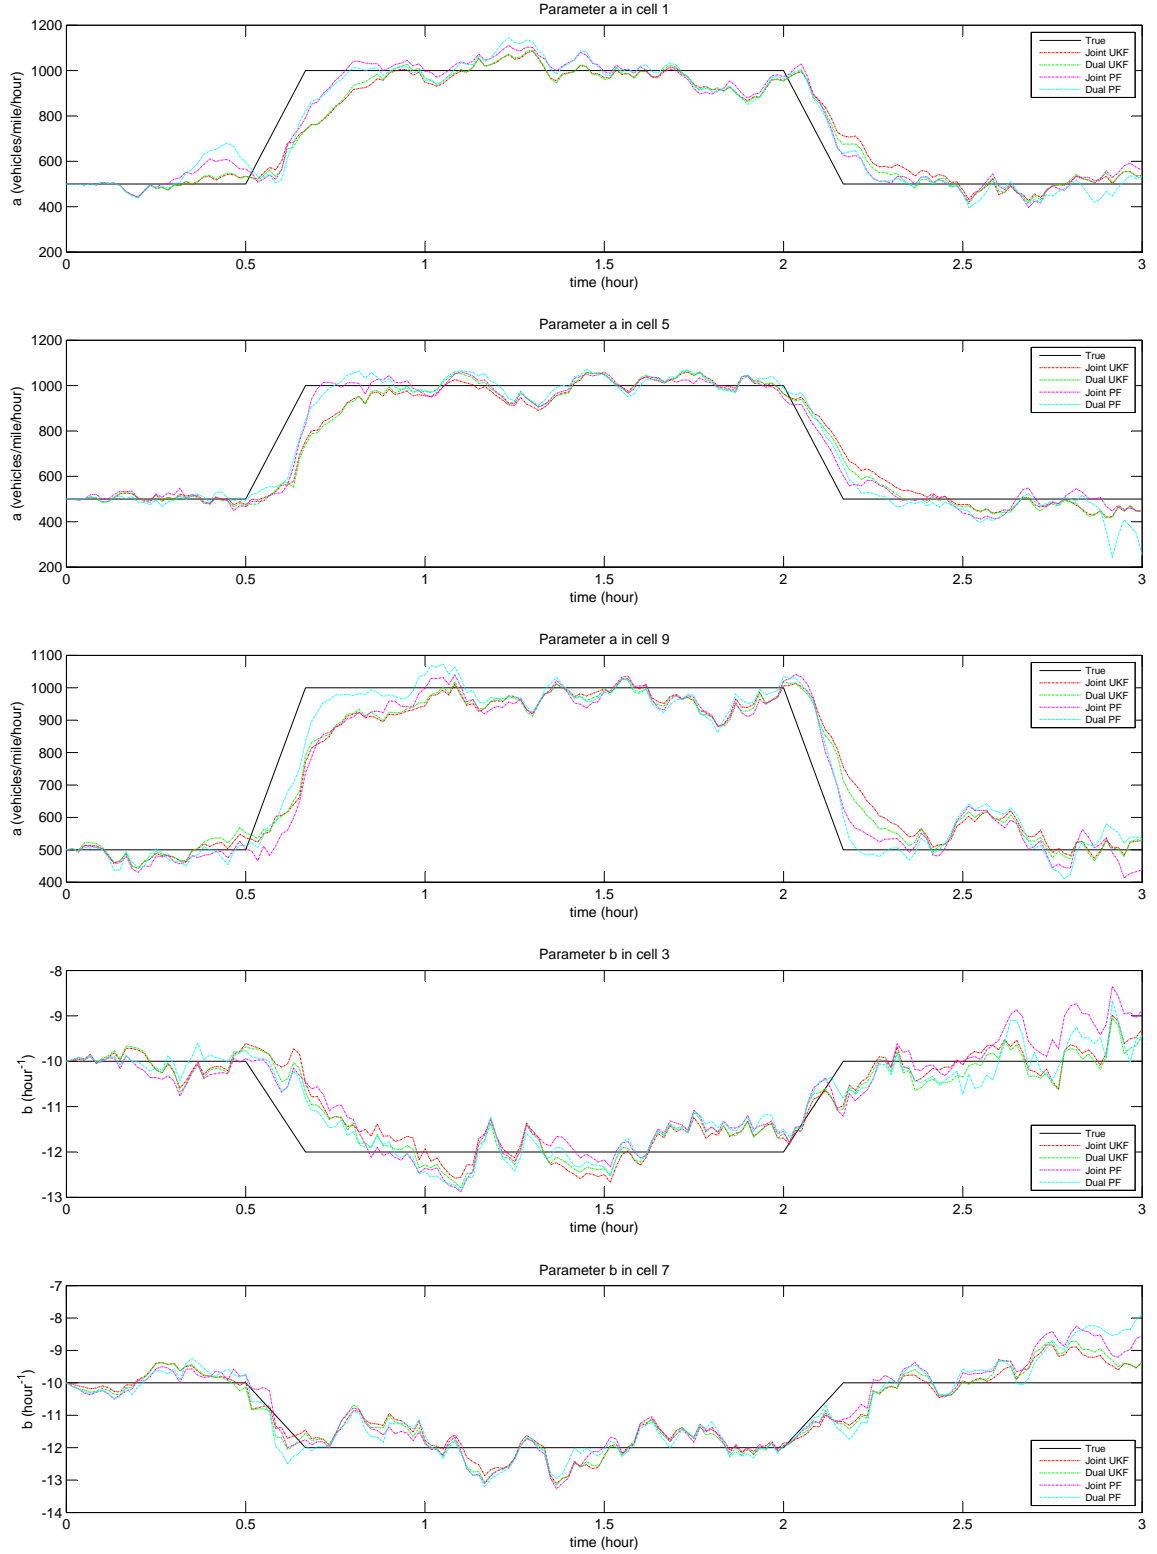 Parameter a in cell 1
a (vehicles/mile/hour)
1200
1000
800
600
400
200
True
Joint UKF
Dual UKF
Joint PF
Dual PF
0 0.5 1 1.5 2 2.5 3
time (hour)
Parameter a in cell 5
a (vehicles/mile/hour)
1200
1000
800
600
400
200
True
Joint UKF
Dual UKF
Joint PF
Dual PF
0 0.5 1 1.5 2 2.5 3
time (hour)
Parameter a in cell 9
a (vehicles/mile/hour)
1100
1000
900
800
700
600
500
400
True
Joint UKF
Dual UKF
Joint PF
Dual PF
0 0.5 1 1.5 2 2.5 3
time (hour)
Parameter b in cell 3
b (hour⁻¹)
-8
-9
-10
-11
-12
-13
True
Joint UKF
Dual UKF
Joint PF
Dual PF
0 0.5 1 1.5 2 2.5 3
time (hour)
Parameter b in cell 7
b (hour⁻¹)
-7
-8
-9
-10
-11
-12
-13
-14
True
Joint UKF
Dual UKF
Joint PF
Dual PF
0 0.5 1 1.5 2 2.5 3
time (hour)